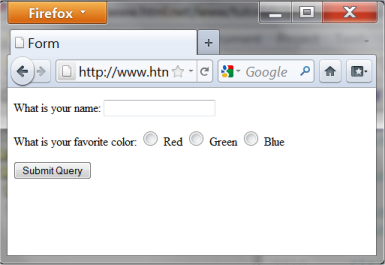 Firefox
Form
http://www.htn
Google
What is your name:
What is your favorite color: Red Green Blue
Submit Query